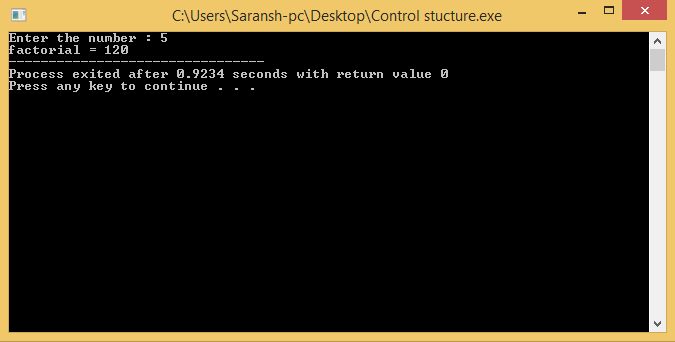 C:\Users\Saransh-pc\Desktop\Control stucture.exe
Enter the number : 5
factorial = 120
--------------------------------
Process exited after 0.9234 seconds with return value 0
Press any key to continue . . .